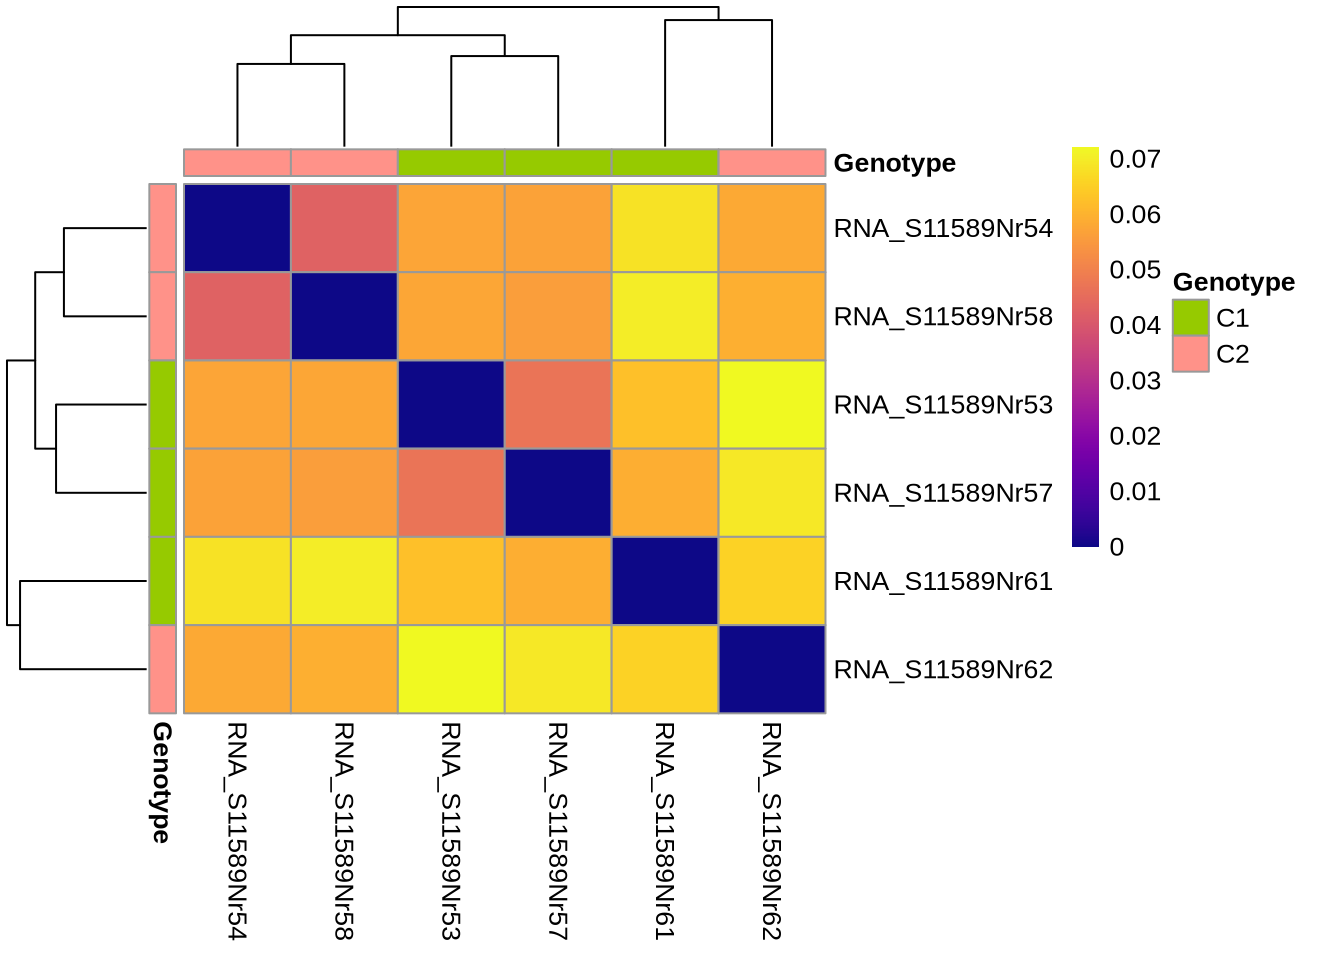 Genotype
RNA_S11589Nr54
RNA_S11589Nr58
RNA_S11589Nr53
RNA_S11589Nr57
RNA_S11589Nr61
RNA_S11589Nr62
0.07
0.06
0.05
0.04
0.03
0.02
0.01
0
Genotype
C1
C2
Genotype
RNA_S11589Nr54
RNA_S11589Nr58
RNA_S11589Nr53
RNA_S11589Nr57
RNA_S11589Nr61
RNA_S11589Nr62